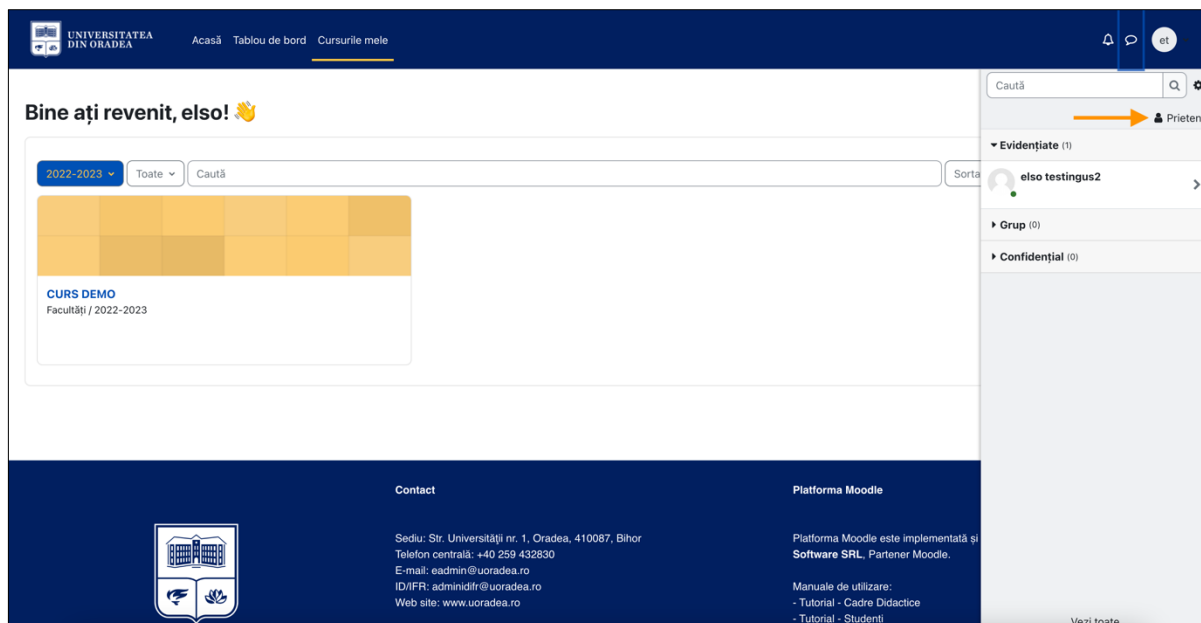 UNIVERSITATEA
DIN ORADEA
Acasă Tablou de bord Cursurile mele
et
Caută
Prieten
Bine ați revenit, elso! 👋
Evidențiate (1)
2022-2023 Toate Caută Sorta
elso testingus2
Grup (0)
Confidențial (0)
CURS DEMO
Facultăți / 2022-2023
Contact
Sediu: Str. Universităţii nr. 1, Oradea, 410087, Bihor
Telefon centrală: +40 259 432830
E-mail: eadmin@uoradea.ro
ID/IFR: adminidifr@uoradea.ro
Web site: www.uoradea.ro
Platforma Moodle
Platforma Moodle este implementată și
Software SRL, Partener Moodle.
Manuale de utilizare:
- Tutorial - Cadre Didactice
- Tutorial - Studenti
Vezi toate